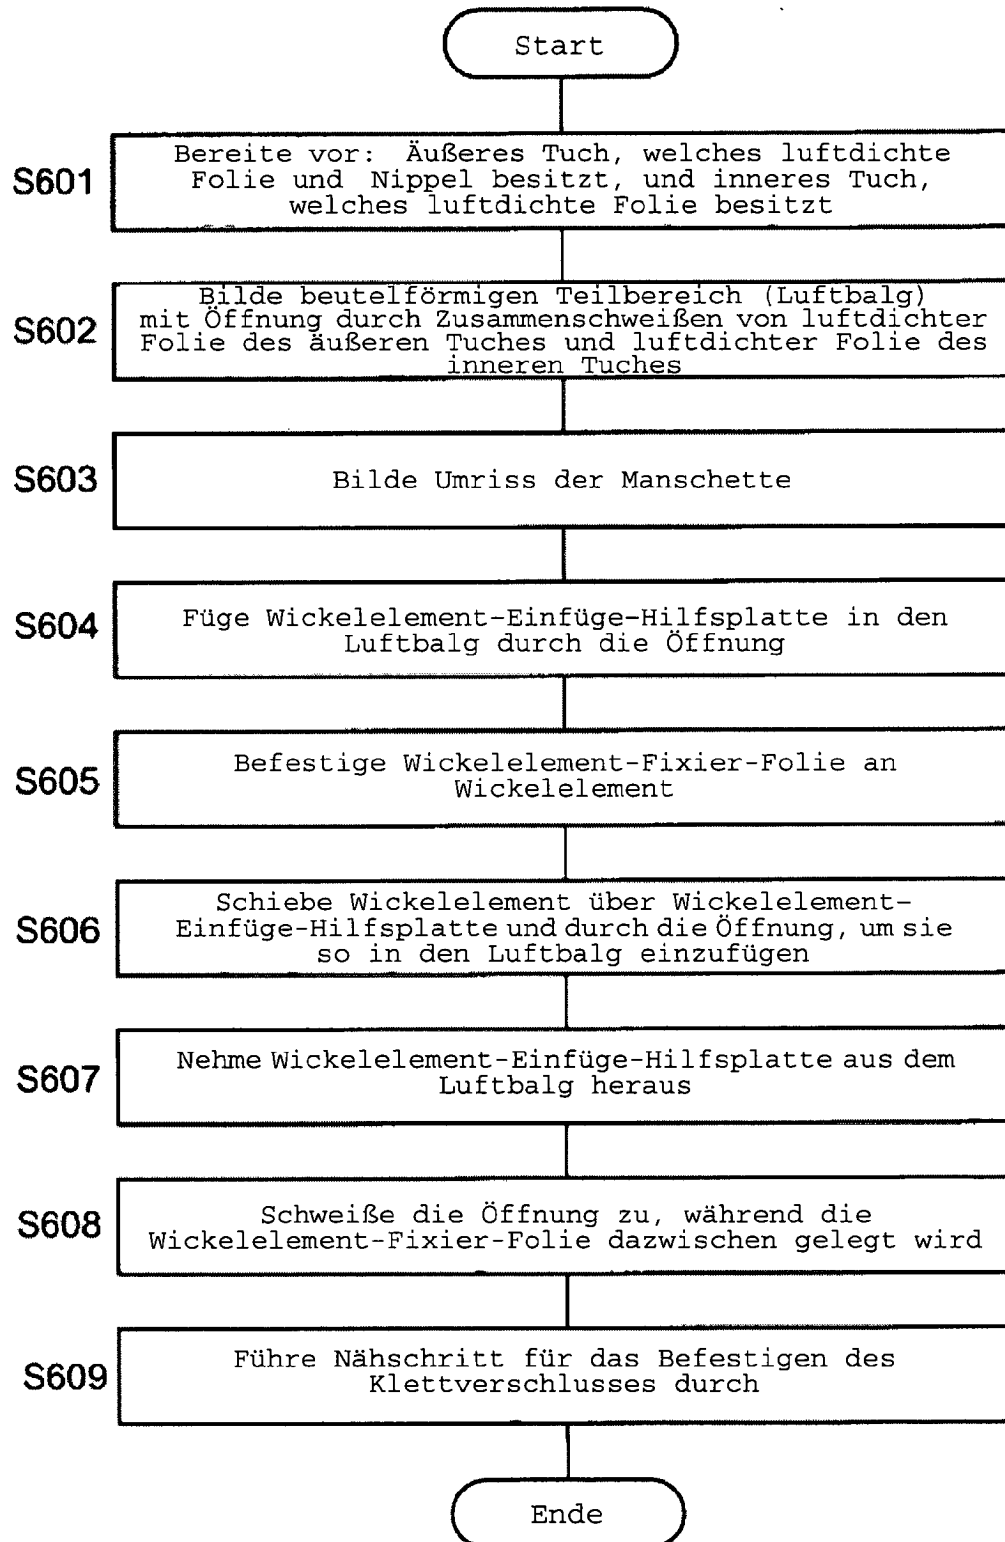 Start
S601
Bereite vor: Äußeres Tuch, welches luftdichte
Folie und Nippel besitzt, und inneres Tuch,
welches luftdichte Folie besitzt
S602
Bilde beutelförmigen Teilbereich (Luftbalg)
mit Öffnung durch Zusammenschweißen von luftdichter
Folie des äußeren Tuches und luftdichter Folie des
inneren Tuches
S603
Bilde Umriss der Manschette
S604
Füge Wickelelement-Einfüge-Hilfsplatte in den
Luftbalg durch die Öffnung
S605
Befestige Wickelelement-Fixier-Folie an
Wickelelement
S606
Schiebe Wickelelement über Wickelelement-
Einfüge-Hilfsplatte und durch die Öffnung, um sie
so in den Luftbalg einzufügen
S607
Nehme Wickelelement-Einfüge-Hilfsplatte aus dem
Luftbalg heraus
S608
Schweiße die Öffnung zu, während die
Wickelelement-Fixier-Folie dazwischen gelegt wird
S609
Führe Nähschritt für das Befestigen des
Klettverschlusses durch
Ende